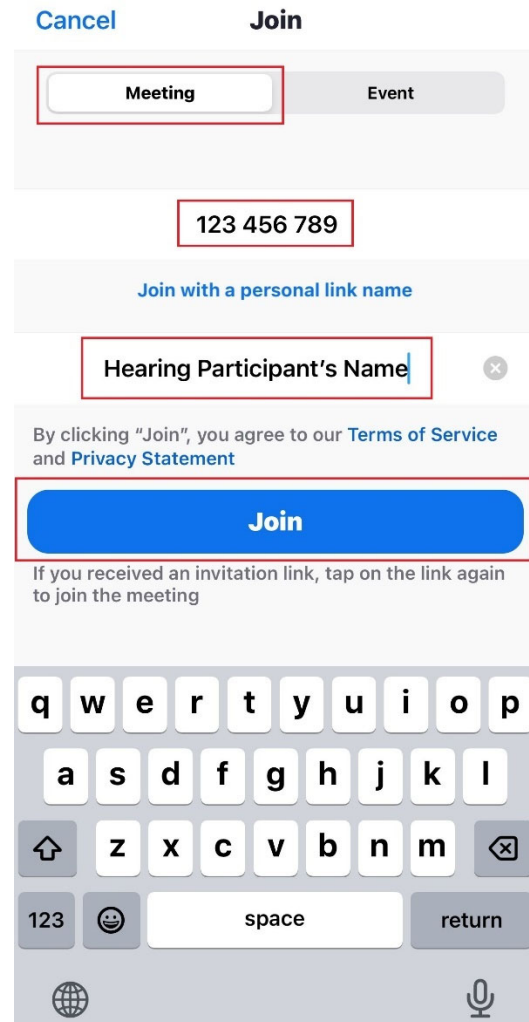 Cancel Join
Meeting Event
123 456 789
Join with a personal link name
Hearing Participant’s Name
By clicking “Join”, you agree to our Terms of Service
and Privacy Statement
Join
If you received an invitation link, tap on the link again
to join the meeting
q w e r t y u i o p
a s d f g h j k l
z x c v b n m
123 space return